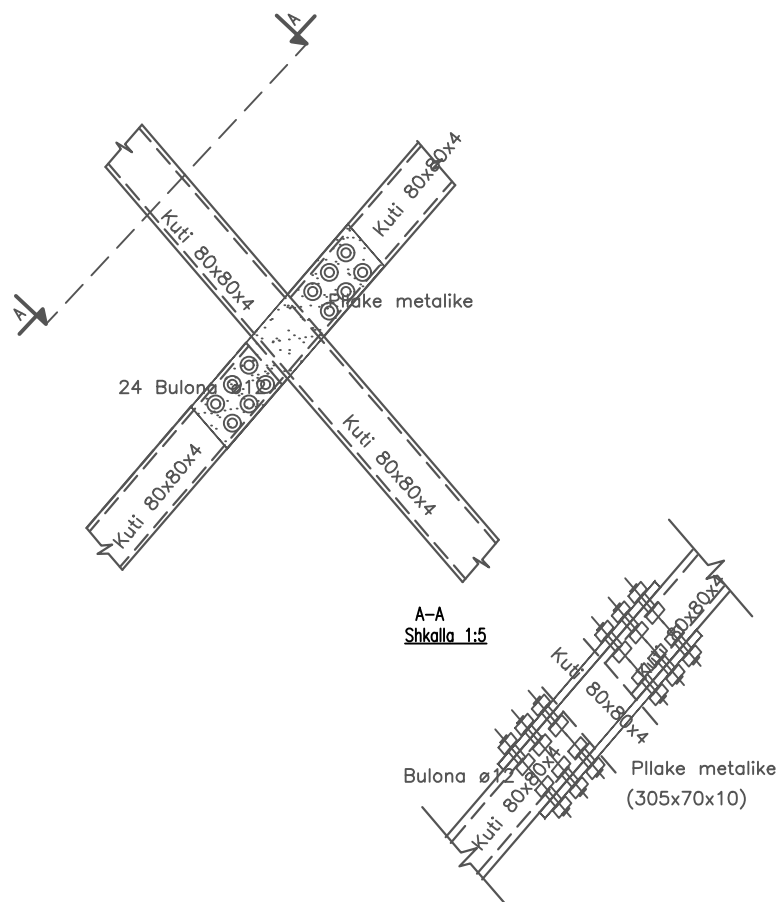 A
A
Kuti 80x80x4
Kuti 80x80x4
Pllake metalike
24 Bulona ø12
Kuti 80x80x4
Kuti 80x80x4
A-A
Shkalla 1:5
Kuti 80x80x4
Kuti 80x80x4
Bulona ø12
Kuti 80x80x4
Pllake metalike
(305x70x10)